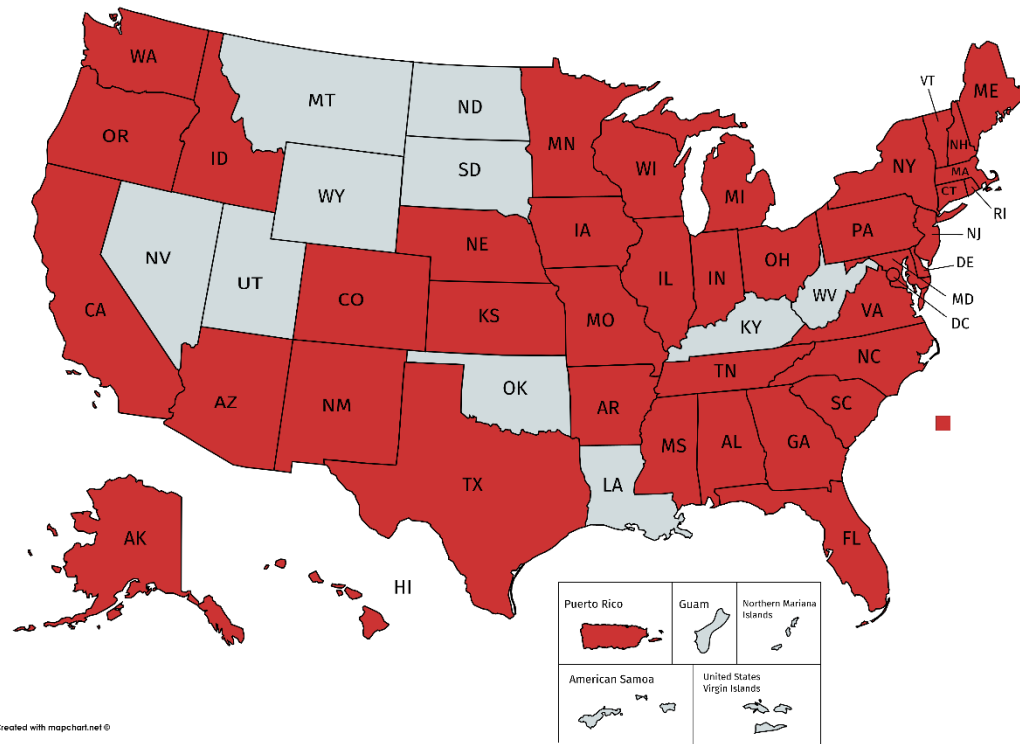 WA
MT
ND
MN
VT
ME
OR
ID
SD
WI
NY
NH
MA
WY
MI
CT
RI
NE
IA
PA
NJ
NV
UT
CO
IL
IN
OH
DE
CA
KS
MO
WV
MD
VA
DC
KY
TN
NC
AZ
NM
OK
AR
SC
MS
AL
GA
TX
LA
FL
AK
HI
Puerto Rico
Guam
Northern Mariana
Islands
American Samoa
United States
Virgin Islands
reated with mapchart.net ©